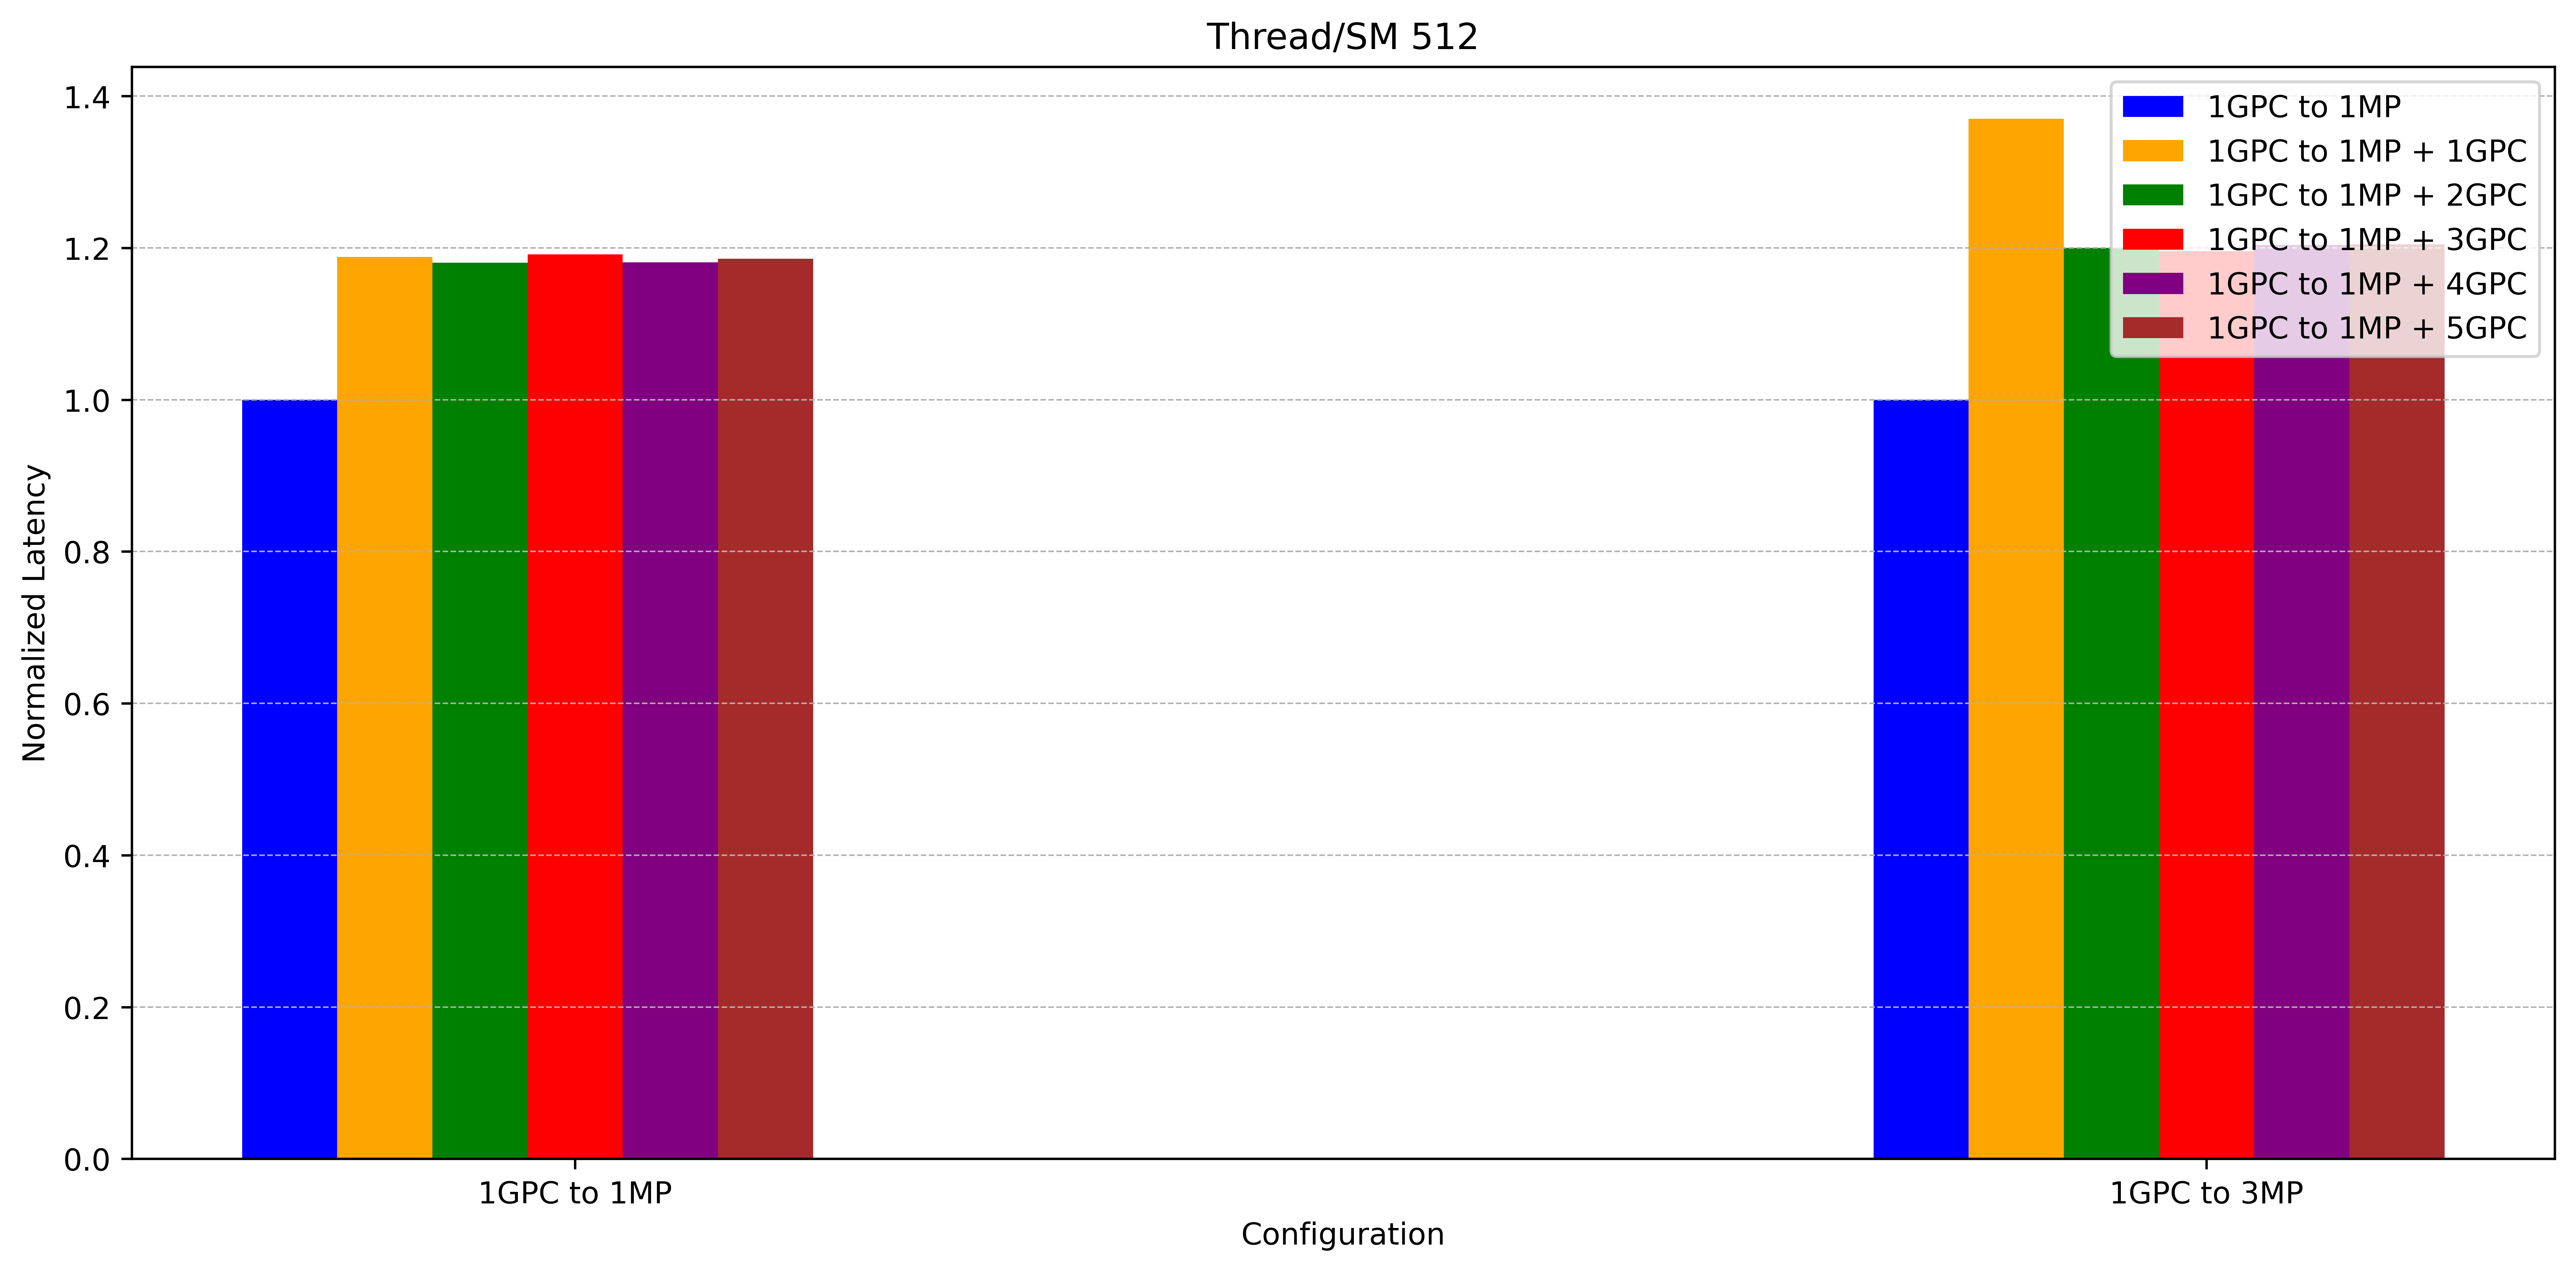 Thread/SM 512
1.4
1.2
1.0
0.8
0.6
0.4
0.2
0.0
Normalized Latency
1GPC to 1MP
1GPC to 1MP + 1GPC
1GPC to 1MP + 2GPC
1GPC to 1MP + 3GPC
1GPC to 1MP + 4GPC
1GPC to 1MP + 5GPC
1GPC to 1MP
1GPC to 3MP
Configuration